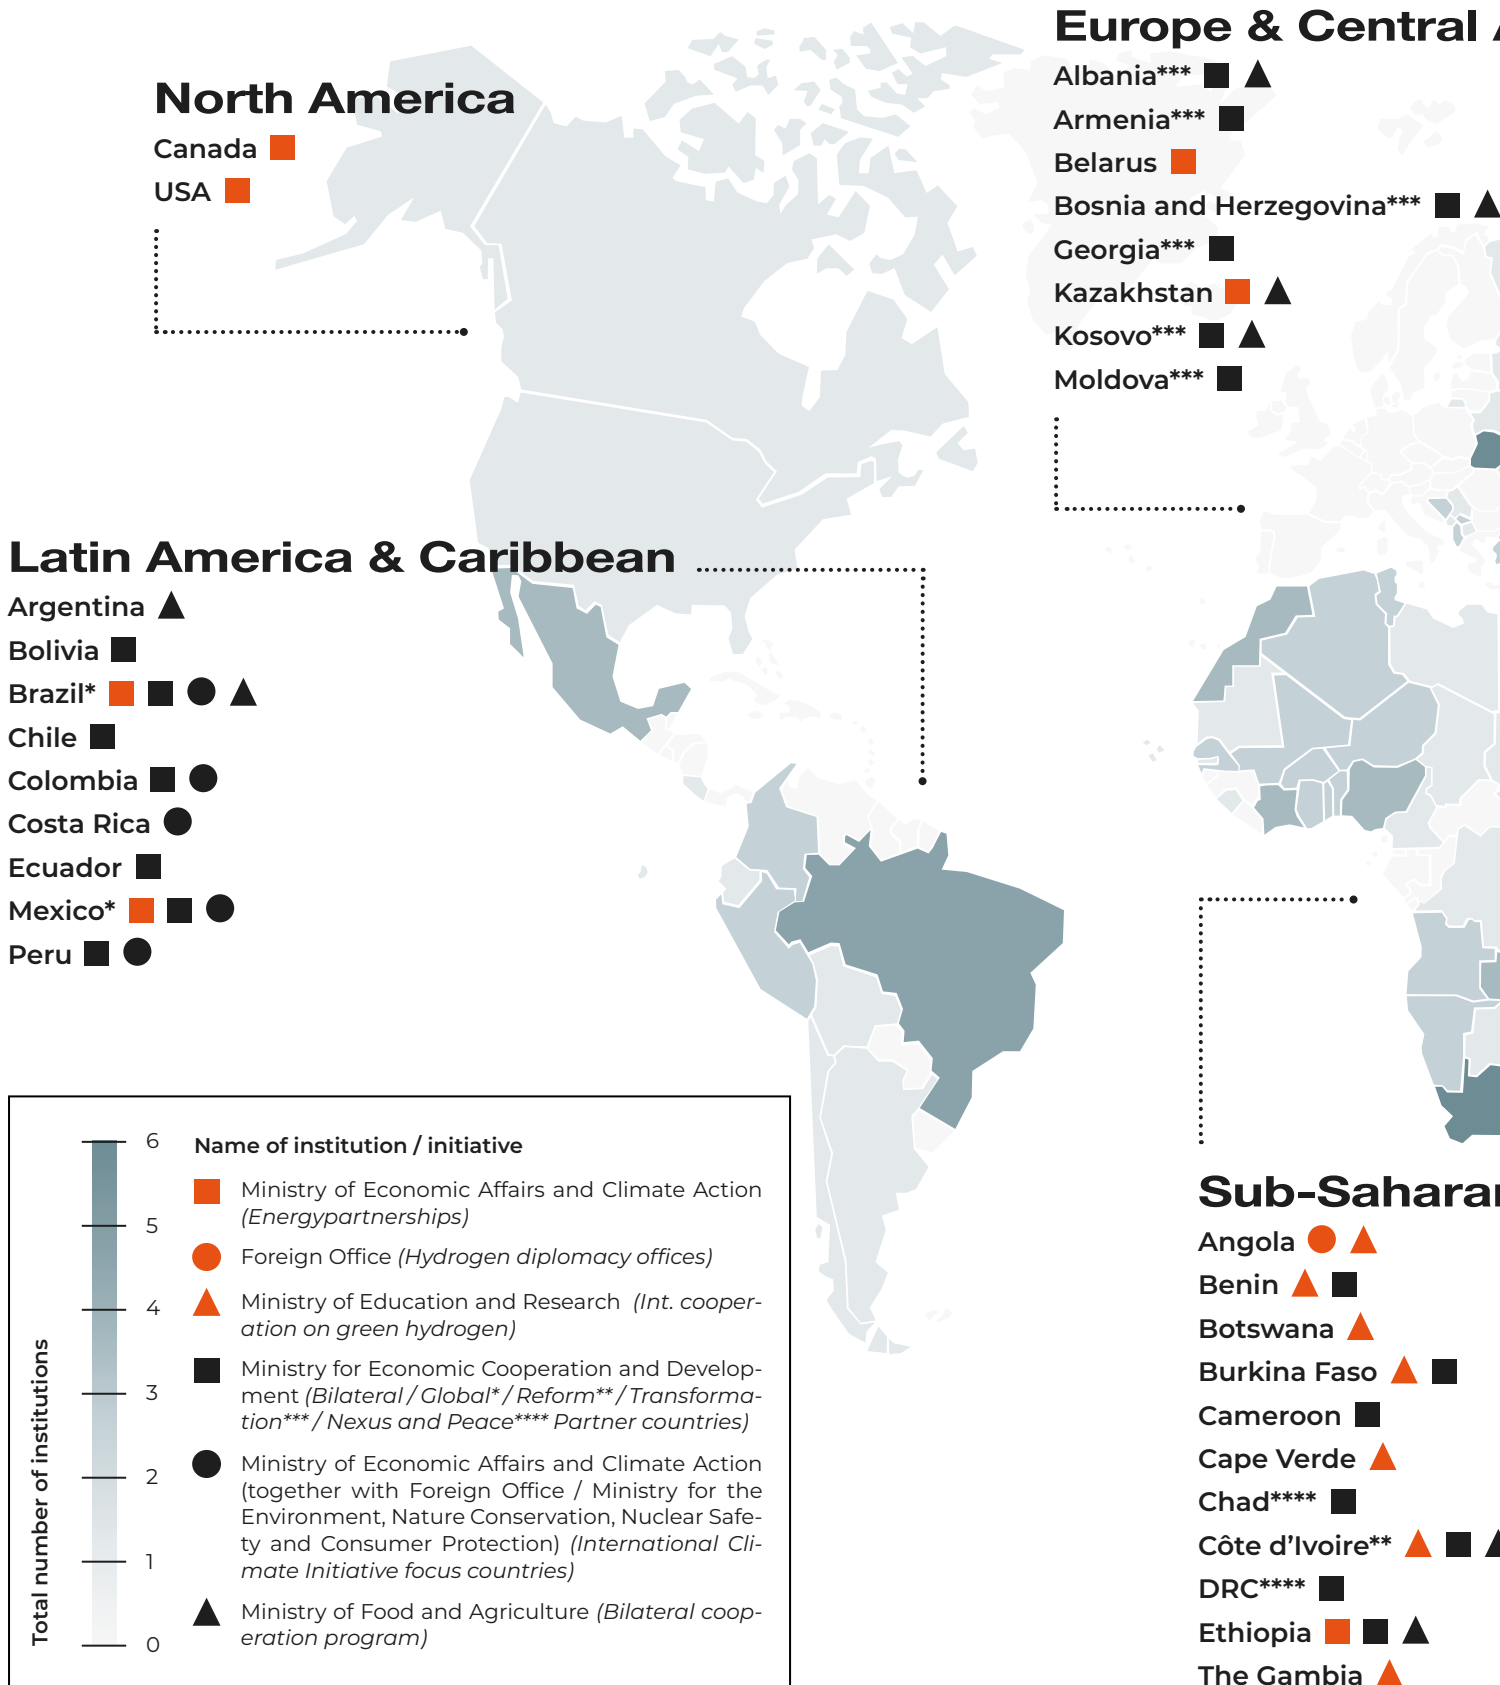 North America
Canada
USA
Europe & Central
Albania***
Armenia***
Belarus
Bosnia and Herzegovina***
Georgia***
Kazakhstan
Kosovo***
Moldova***
Latin America & Caribbean
Argentina
Bolivia
Brazil*
Chile
Colombia
Costa Rica
Ecuador
Mexico*
Peru
Sub-Saharan
Angola
Benin
Botswana
Burkina Faso
Cameroon
Cape Verde
Chad****
Côte d’Ivoire**
DRC****
Ethiopia
The Gambia
Total number of institutions
6
5
4
3
2
1
0
Name of institution / initiative
Ministry of Economic Affairs and Climate Action
(Energypartnerships)
Foreign Office (Hydrogen diplomacy offices)
Ministry of Education and Research (Int. cooper-
ation on green hydrogen)
Ministry for Economic Cooperation and Develop-
ment (Bilateral / Global* / Reform** / Transforma-
tion*** / Nexus and Peace**** Partner countries)
Ministry of Economic Affairs and Climate Action
(together with Foreign Office / Ministry for the
Environment, Nature Conservation, Nuclear Safe-
ty and Consumer Protection) (International Cli-
mate Initiative focus countries)
Ministry of Food and Agriculture (Bilateral coop-
eration program)